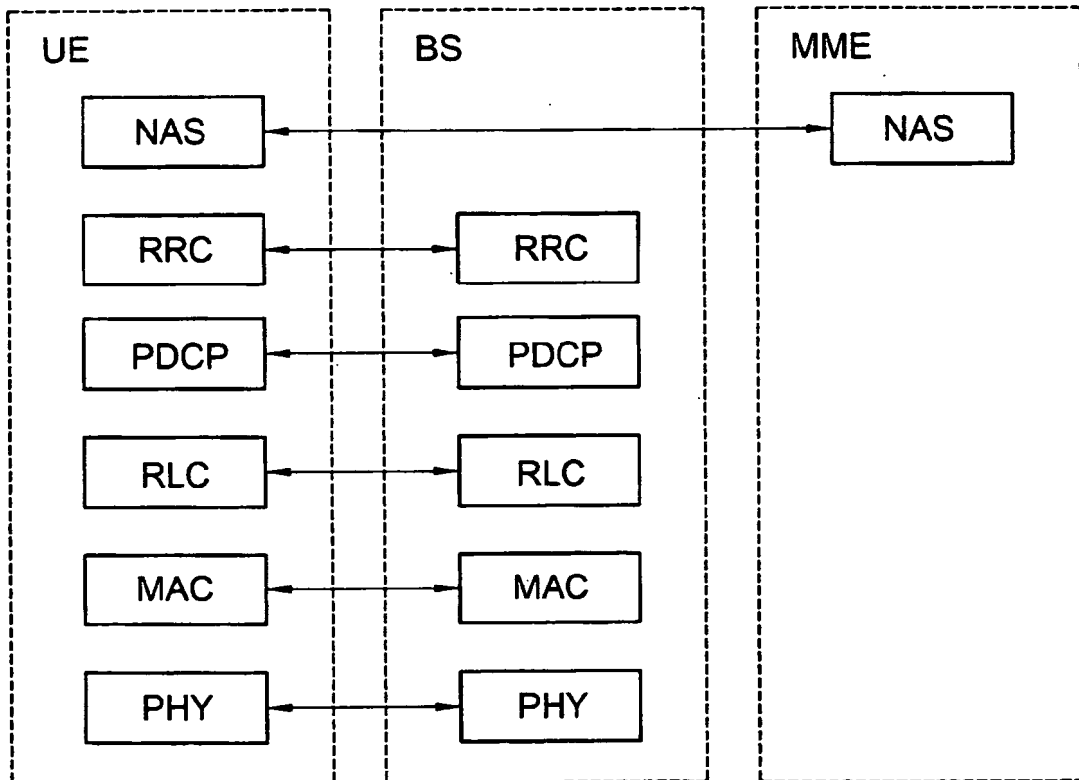 UE BS MME
NAS NAS
RRC RRC
PDCP PDCP
RLC RLC
MAC MAC
PHY PHY